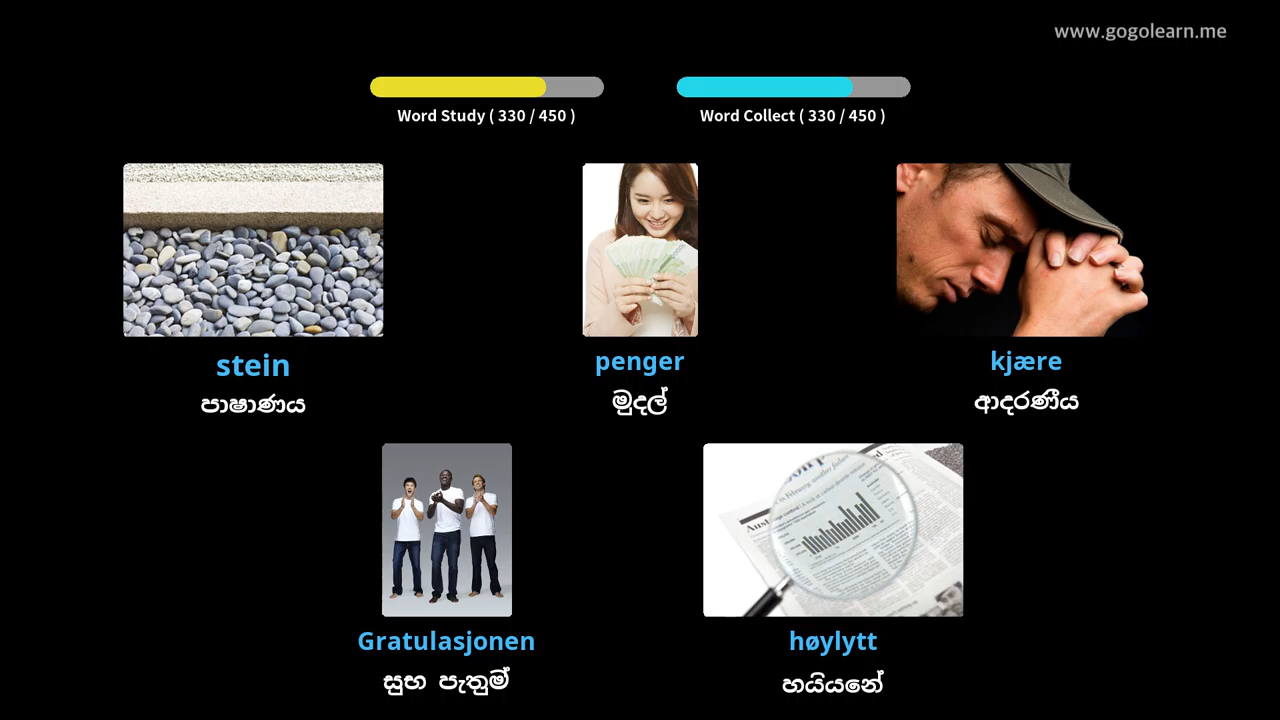 www.gogolearn.me
Word Study ( 330 / 450 )
Word Collect ( 330 / 450 )
stein
පාෂාණය
penger
මුදල්
kjære
ආදරණීය
Gratulasjonen
සුභ පැතුම්
høylytt
හයියනේ